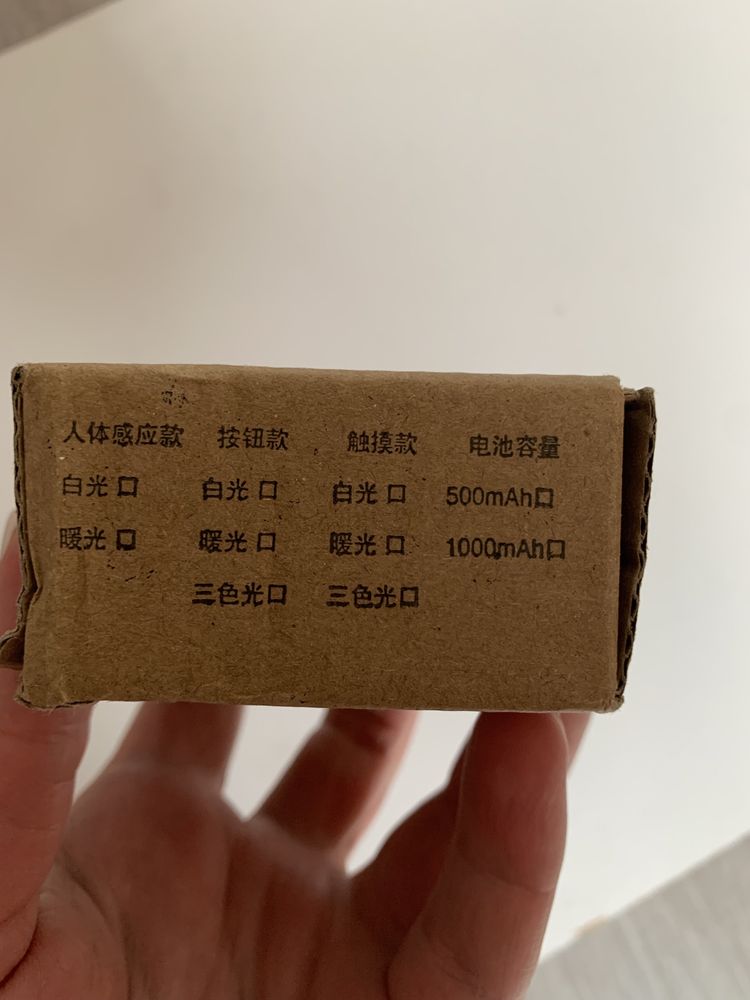 人体感应款 按钮款 触摸款 电池容量
白光口 白光口 白光口 500mAh口
暖光口 暖光口 暖光口 1000mAh口
三色光口 三色光口